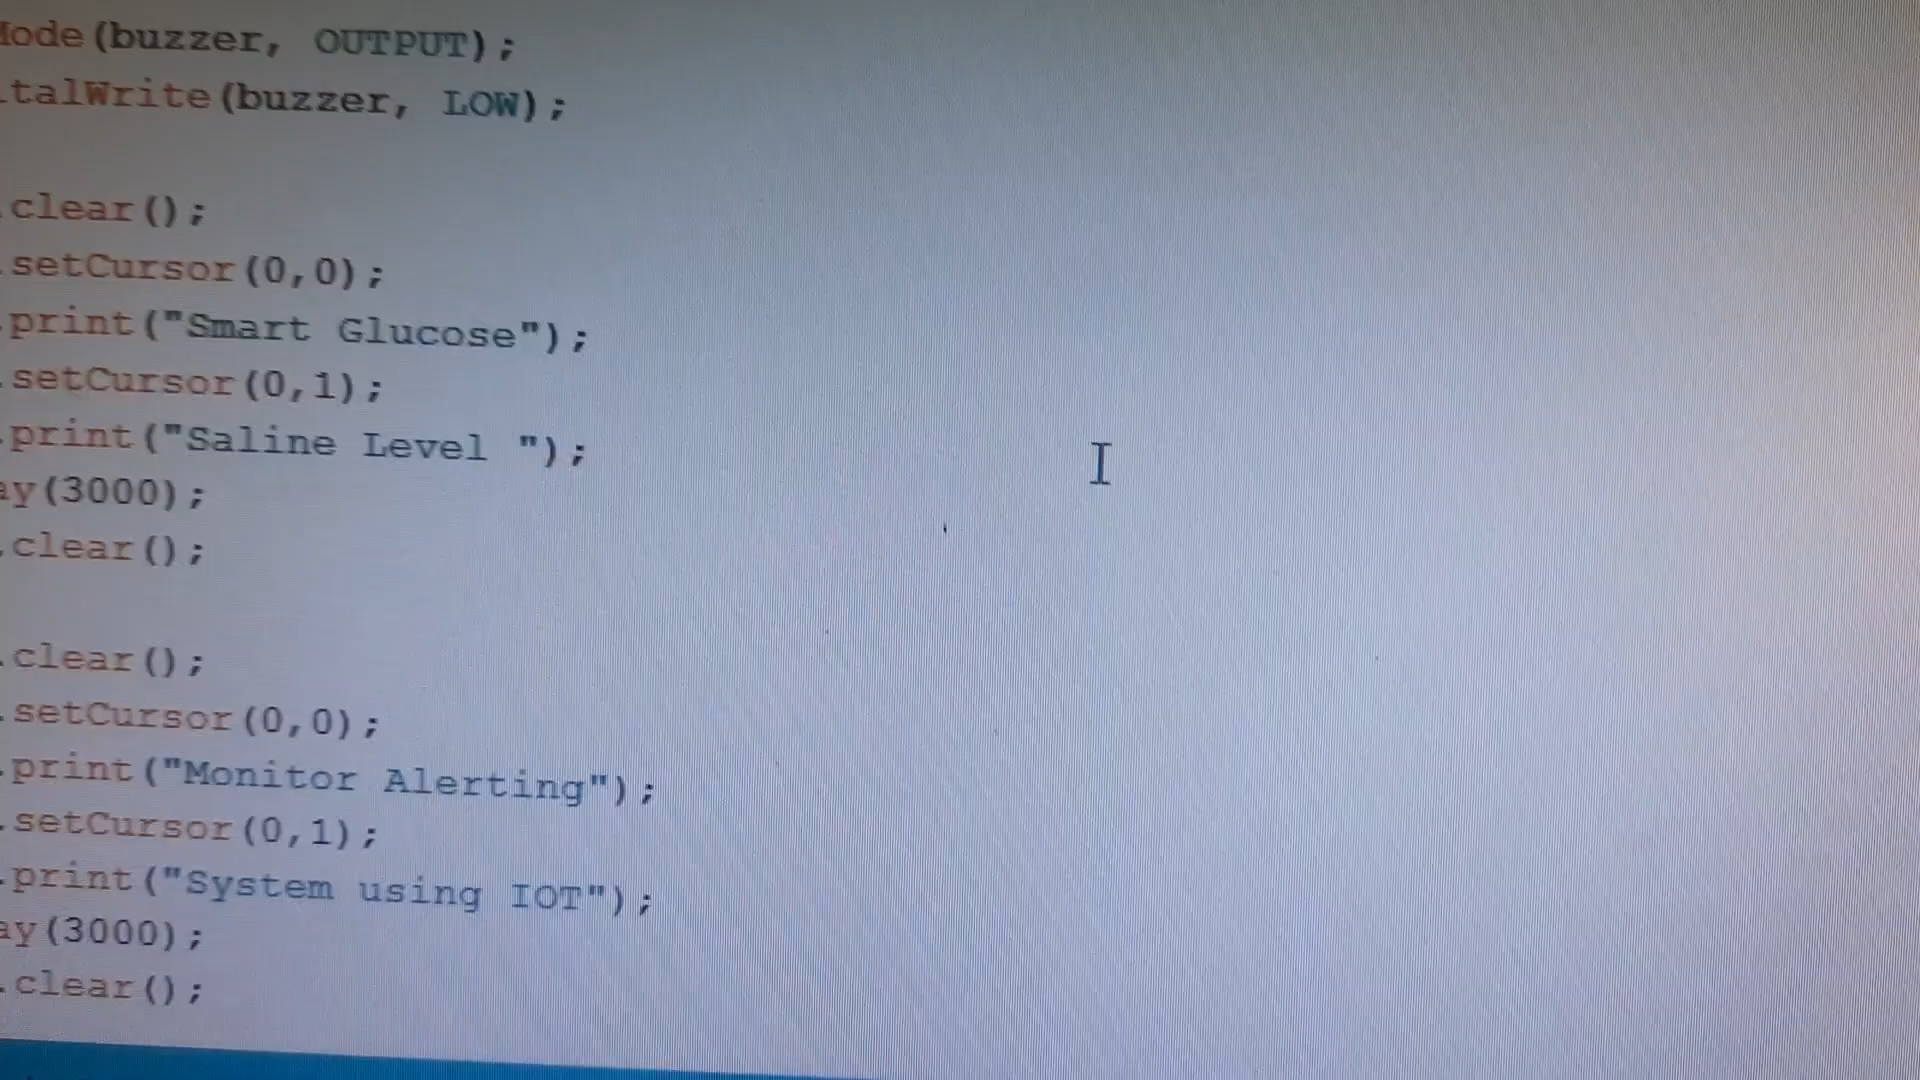 Mode(buzzer, OUTPUT);
talWrite(buzzer, LOW);
.clear();
.setCursor(0,0);
.print("Smart Glucose");
.setCursor(0,1);
.print("Saline Level ");
ay(3000);
.clear();
.clear();
.setCursor(0,0);
.print("Monitor Alerting");
.setCursor(0,1);
.print("System using IOT");
ay(3000);
.clear();